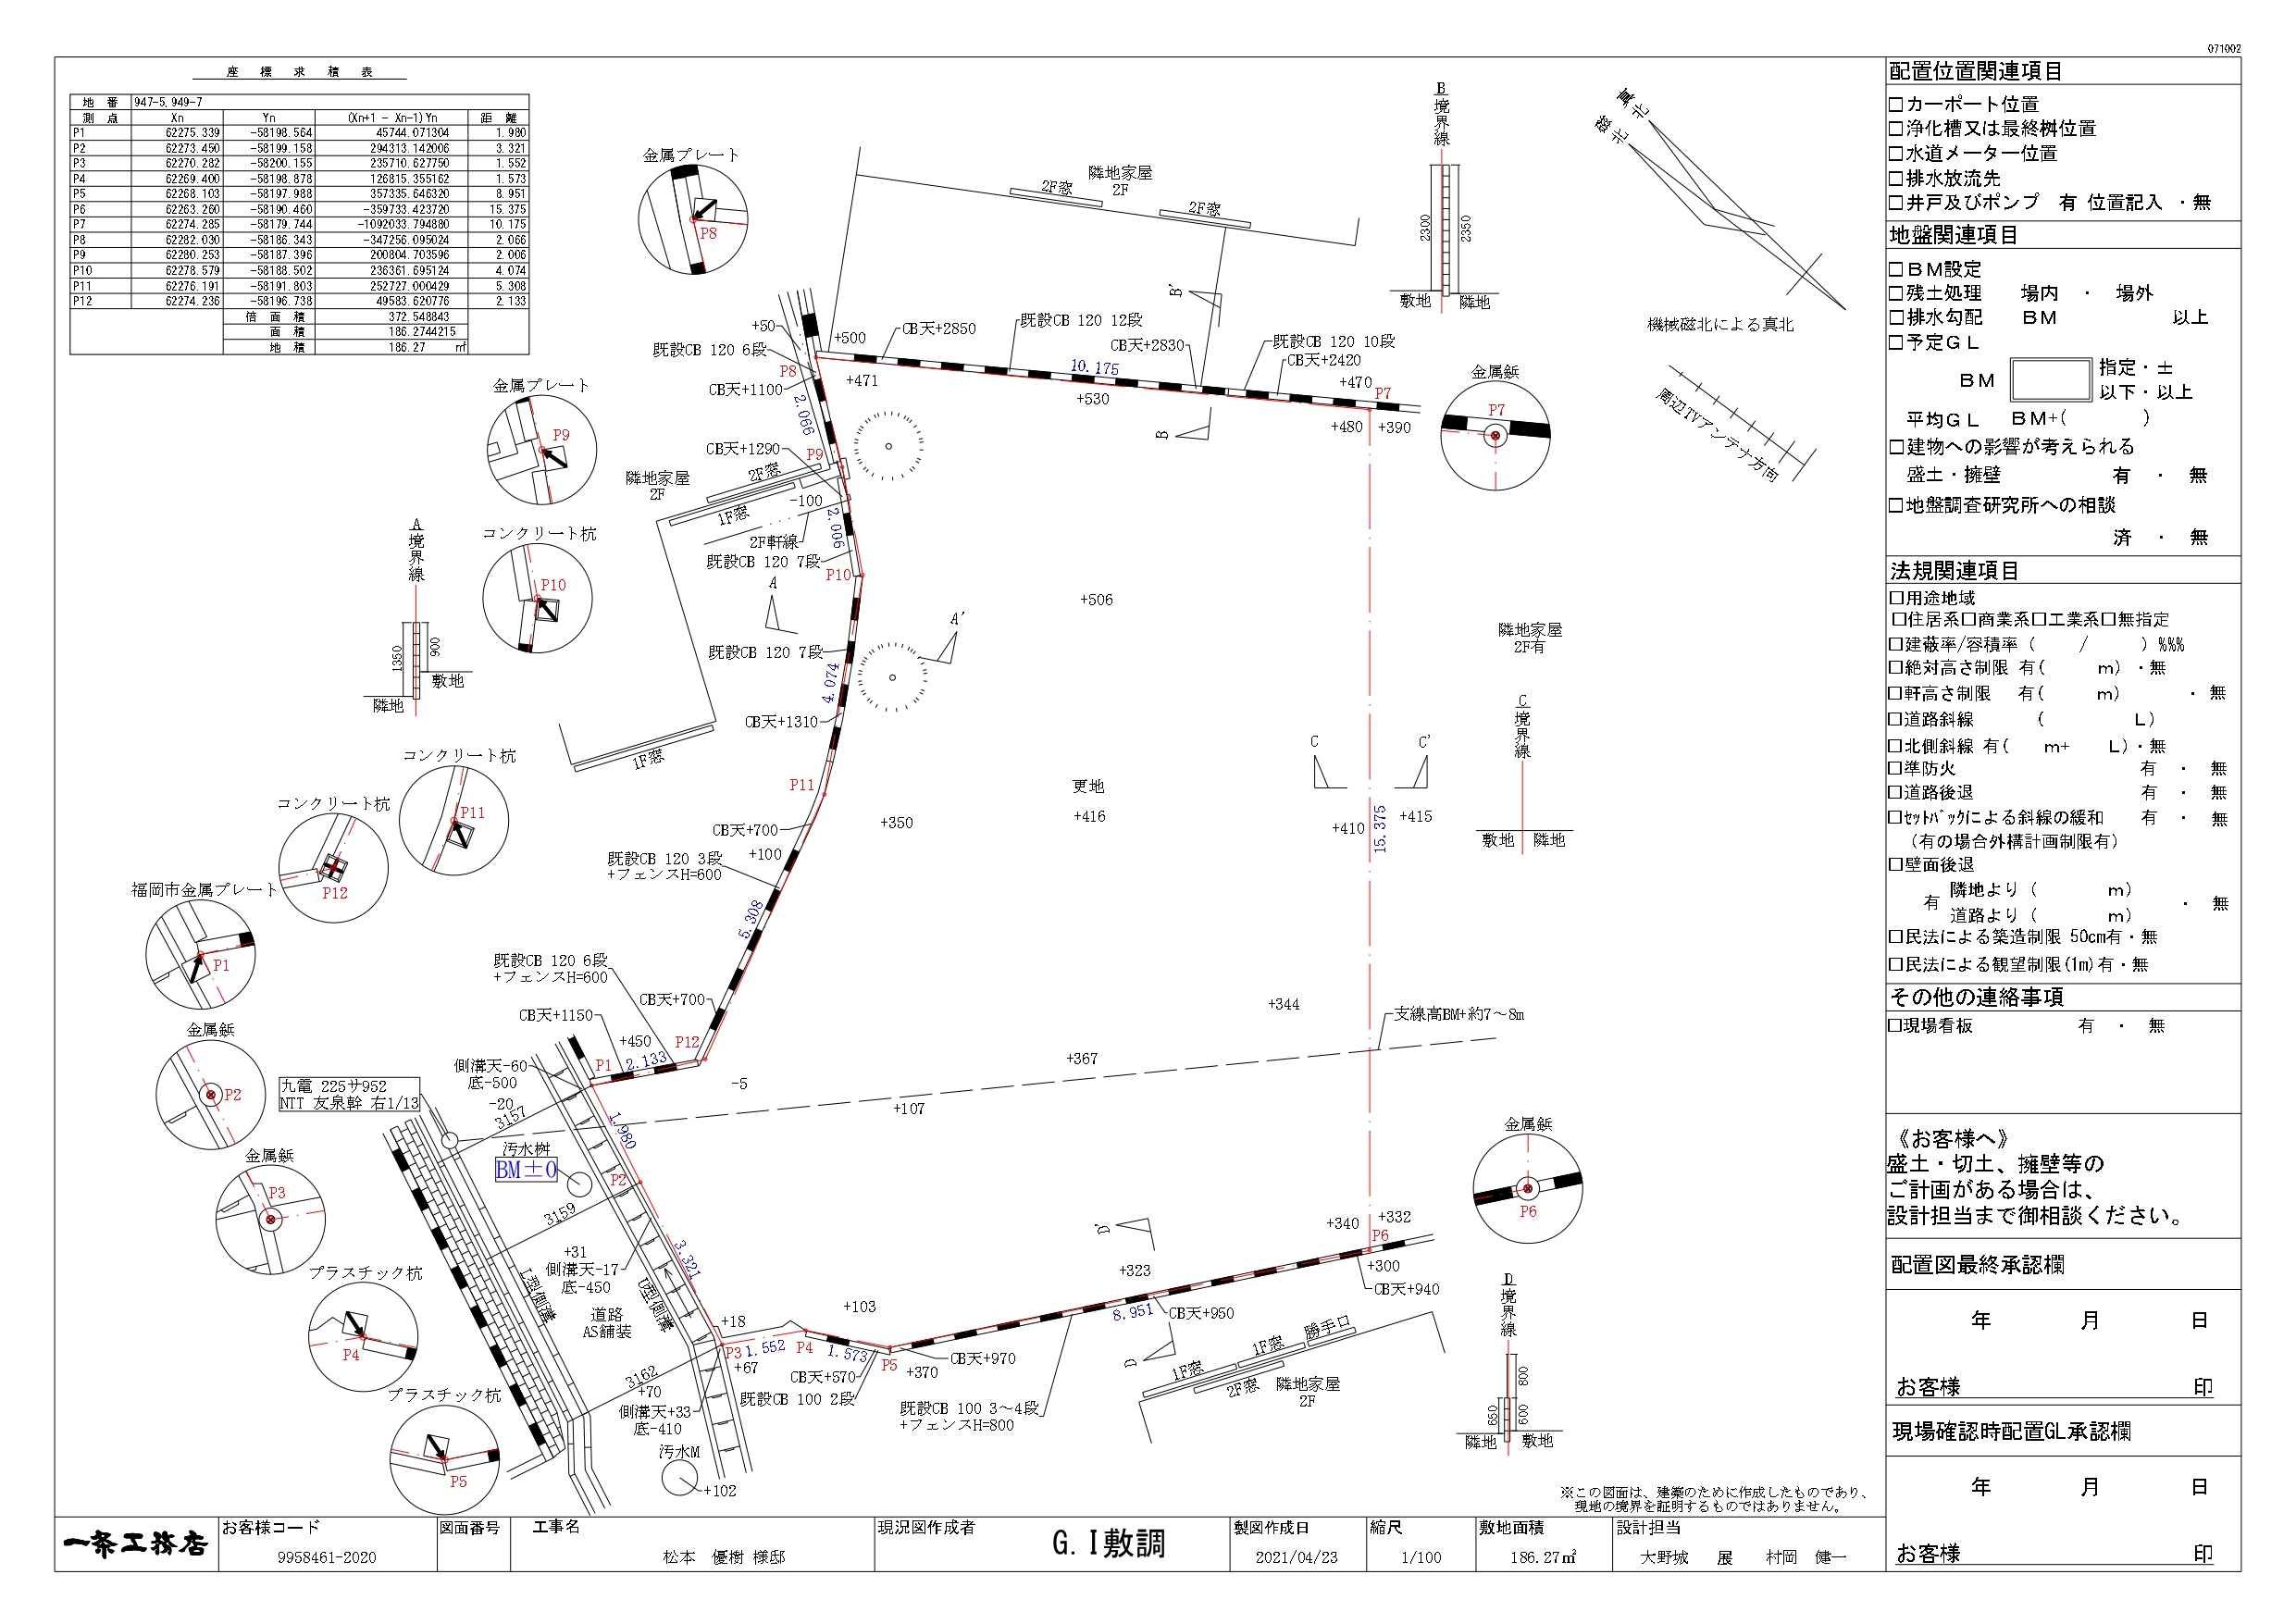 071002
座 標 求 積 表
地 番 947-5, 949-7
測 点 Xn Yn (Xn+1 - Xn-1)Yn 距 離
P1 62275.339 -58198.564 45744.071304 1.980
P2 62273.450 -58199.158 294313.142006 3.321
P3 62270.282 -58200.155 235710.627750 1.552
P4 62269.400 -58198.878 126815.355162 1.573
P5 62268.103 -58197.988 357335.646320 8.951
P6 62263.260 -58190.460 -359733.423720 15.375
P7 62274.285 -58179.744 -1092033.794880 10.175
P8 62282.030 -58186.343 -347256.095024 2.066
P9 62280.253 -58187.396 200804.703596 2.006
P10 62278.579 -58188.502 236361.695124 4.074
P11 62276.191 -58191.803 252727.000429 5.308
P12 62274.236 -58196.738 49583.620776 2.133
倍 面 積 372.548843
面 積 186.2744215
地 積 186.27 ㎡
金属プレート
P8
隣地家屋
2F
2F窓
2F窓
B
境界線
2300
2350
敷地 隣地
真北
磁北
機械磁北による真北
周辺TVアンテナ方向
+50
+500
CB天+2850
既設CB 120 12段
CB天+2830
既設CB 120 10段
CB天+2420
B'
B
既設CB 120 6段
P8
+471
10.175
+530
+470
P7
+480
+390
金属鋲
P7
CB天+1100
2.066
金属プレート
P9
CB天+1290
P9
隣地家屋
2F
2F窓
1F窓
-100
2.006
2F軒線
既設CB 120 7段
P10
コンクリート杭
P10
A
境界線
1350
900
敷地
隣地
A
A'
+506
既設CB 120 7段
4.074
CB天+1310
1F窓
隣地家屋
2F有
C
境界線
敷地 隣地
C
C'
コンクリート杭
P11
P11
更地
+416
+350
+410
15.375
+415
コンクリート杭
P12
CB天+700
既設CB 120 3段
+フェンスH=600
+100
5.308
福岡市金属プレート
P1
既設CB 120 6段
+フェンスH=600
CB天+700
CB天+1150
+450
P12
+344
支線高BM+約7～8m
+367
金属鋲
P2
側溝天-60
底-500
P1
2.133
-5
-20
九電 225サ952
NTT 友泉幹 右1/13
3157
1.980
+107
汚水桝
BM±0
P2
金属鋲
P3
3159
+31
側溝天-17
底-450
3.321
L型側溝
U型側溝
道路
AS舗装
プラスチック杭
P4
+18
+103
P3
1.552
P4
1.573
P5
+67
3162
+70
側溝天+33
底-410
CB天+570
既設CB 100 2段
+370
CB天+970
既設CB 100 3～4段
+フェンスH=800
プラスチック杭
P5
汚水M
+102
D'
D
+323
8.951
CB天+950
+340
+332
P6
+300
CB天+940
金属鋲
P6
1F窓
1F窓
勝手口
2F窓
隣地家屋
2F
D
境界線
800
650
600
隣地 敷地
※この図面は、建築のために作成したものであり、
現地の境界を証明するものではありません。
配置位置関連項目
□カーポート位置
□浄化槽又は最終桝位置
□水道メーター位置
□排水放流先
□井戸及びポンプ 有 位置記入 ・無
地盤関連項目
□ＢＭ設定
□残土処理 場内 ・ 場外
□排水勾配 ＢＭ 以上
□予定ＧＬ
ＢＭ 指定・±
以下・以上
平均ＧＬ ＢＭ+( )
□建物への影響が考えられる
盛土・擁壁 有 ・ 無
□地盤調査研究所への相談
済 ・ 無
法規関連項目
□用途地域
□住居系□商業系□工業系□無指定
□建蔽率/容積率（ / ）%%%
□絶対高さ制限 有( m) ・無
□軒高さ制限 有( m) ・ 無
□道路斜線 ( L)
□北側斜線 有( m+ L)・無
□準防火 有 ・ 無
□道路後退 有 ・ 無
□ｾｯﾄﾊﾞｯｸによる斜線の緩和 有 ・ 無
（有の場合外構計画制限有）
□壁面後退
有 隣地より（ m）
道路より（ m） ・ 無
□民法による築造制限 50cm有・無
□民法による観望制限(1m)有・無
その他の連絡事項
□現場看板 有 ・ 無
《お客様へ》
盛土・切土、擁壁等の
ご計画がある場合は、
設計担当まで御相談ください。
配置図最終承認欄
年 月 日
お客様 印
現場確認時配置GL承認欄
年 月 日
お客様 印
一条工務店
お客様コード
9958461-2020
図面番号
工事名
松本 優樹 様邸
現況図作成者
G.I敷調
製図作成日
2021/04/23
縮尺
1/100
敷地面積
186.27㎡
設計担当
大野城 展 村岡 健一